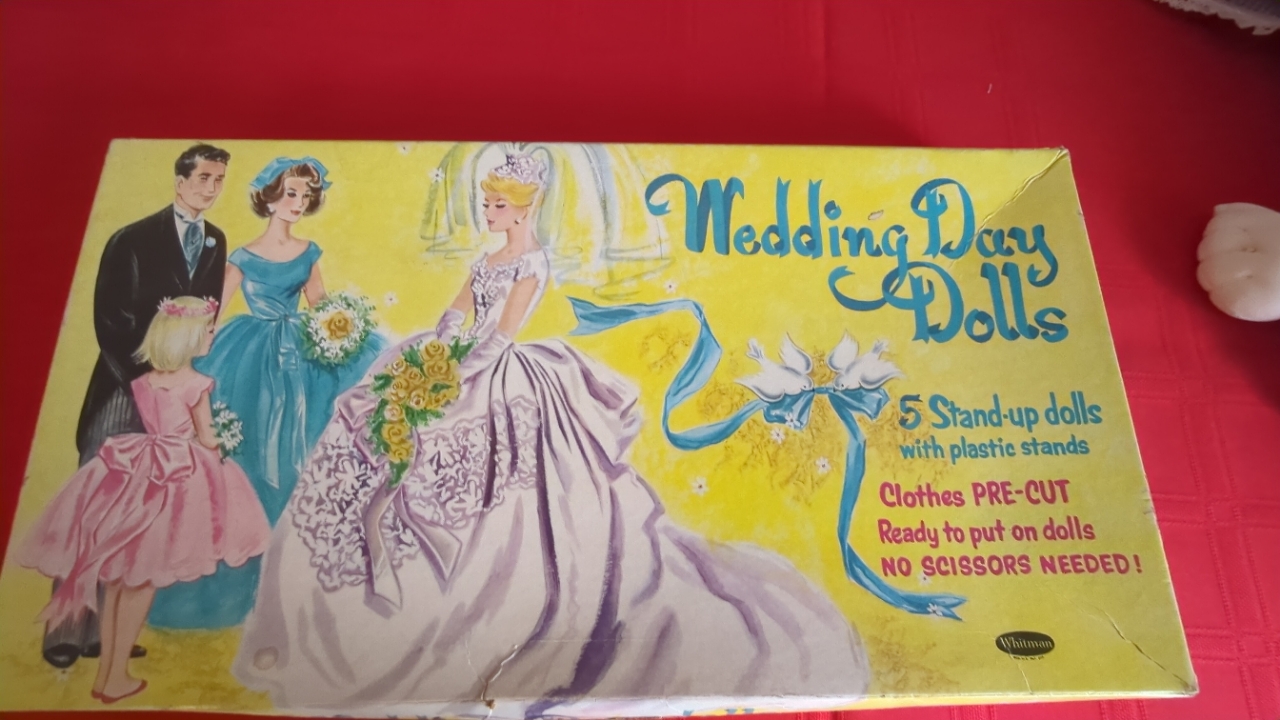 Wedding Day
Dolls
5 Stand-up dolls
with plastic stands
Clothes PRE-CUT
Ready to put on dolls
NO SCISSORS NEEDED!
Whitman